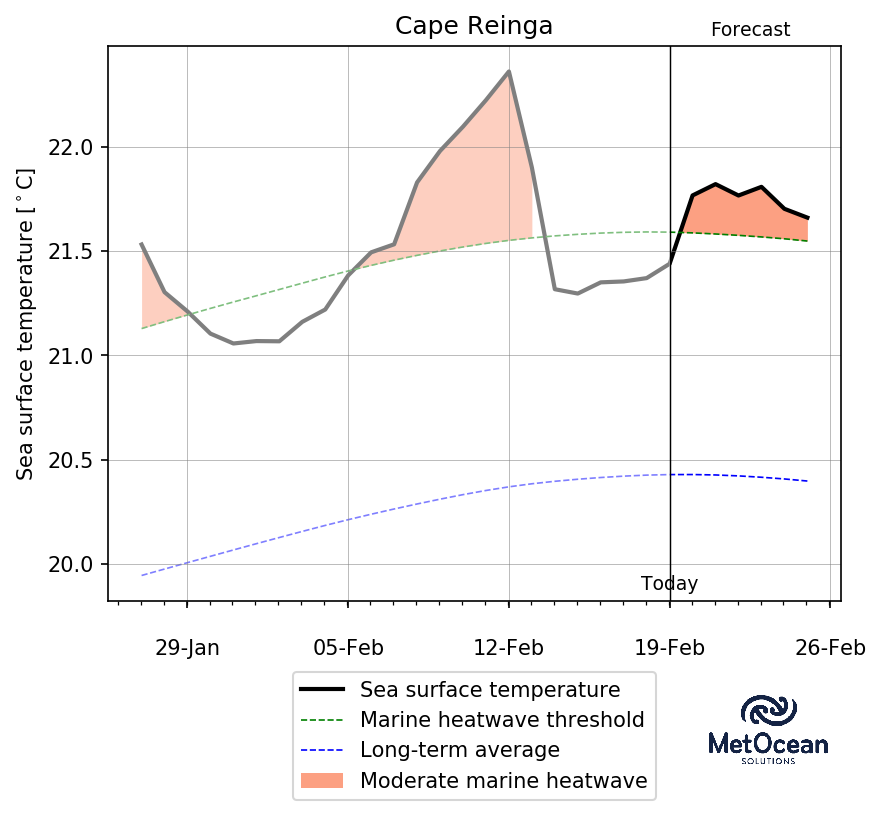 Cape Reinga
Forecast
Sea surface temperature [°C]
22.0
21.5
21.0
20.5
20.0
Today
29-Jan
05-Feb
12-Feb
19-Feb
26-Feb
Sea surface temperature
Marine heatwave threshold
Long-term average
Moderate marine heatwave
MetOcean
SOLUTIONS